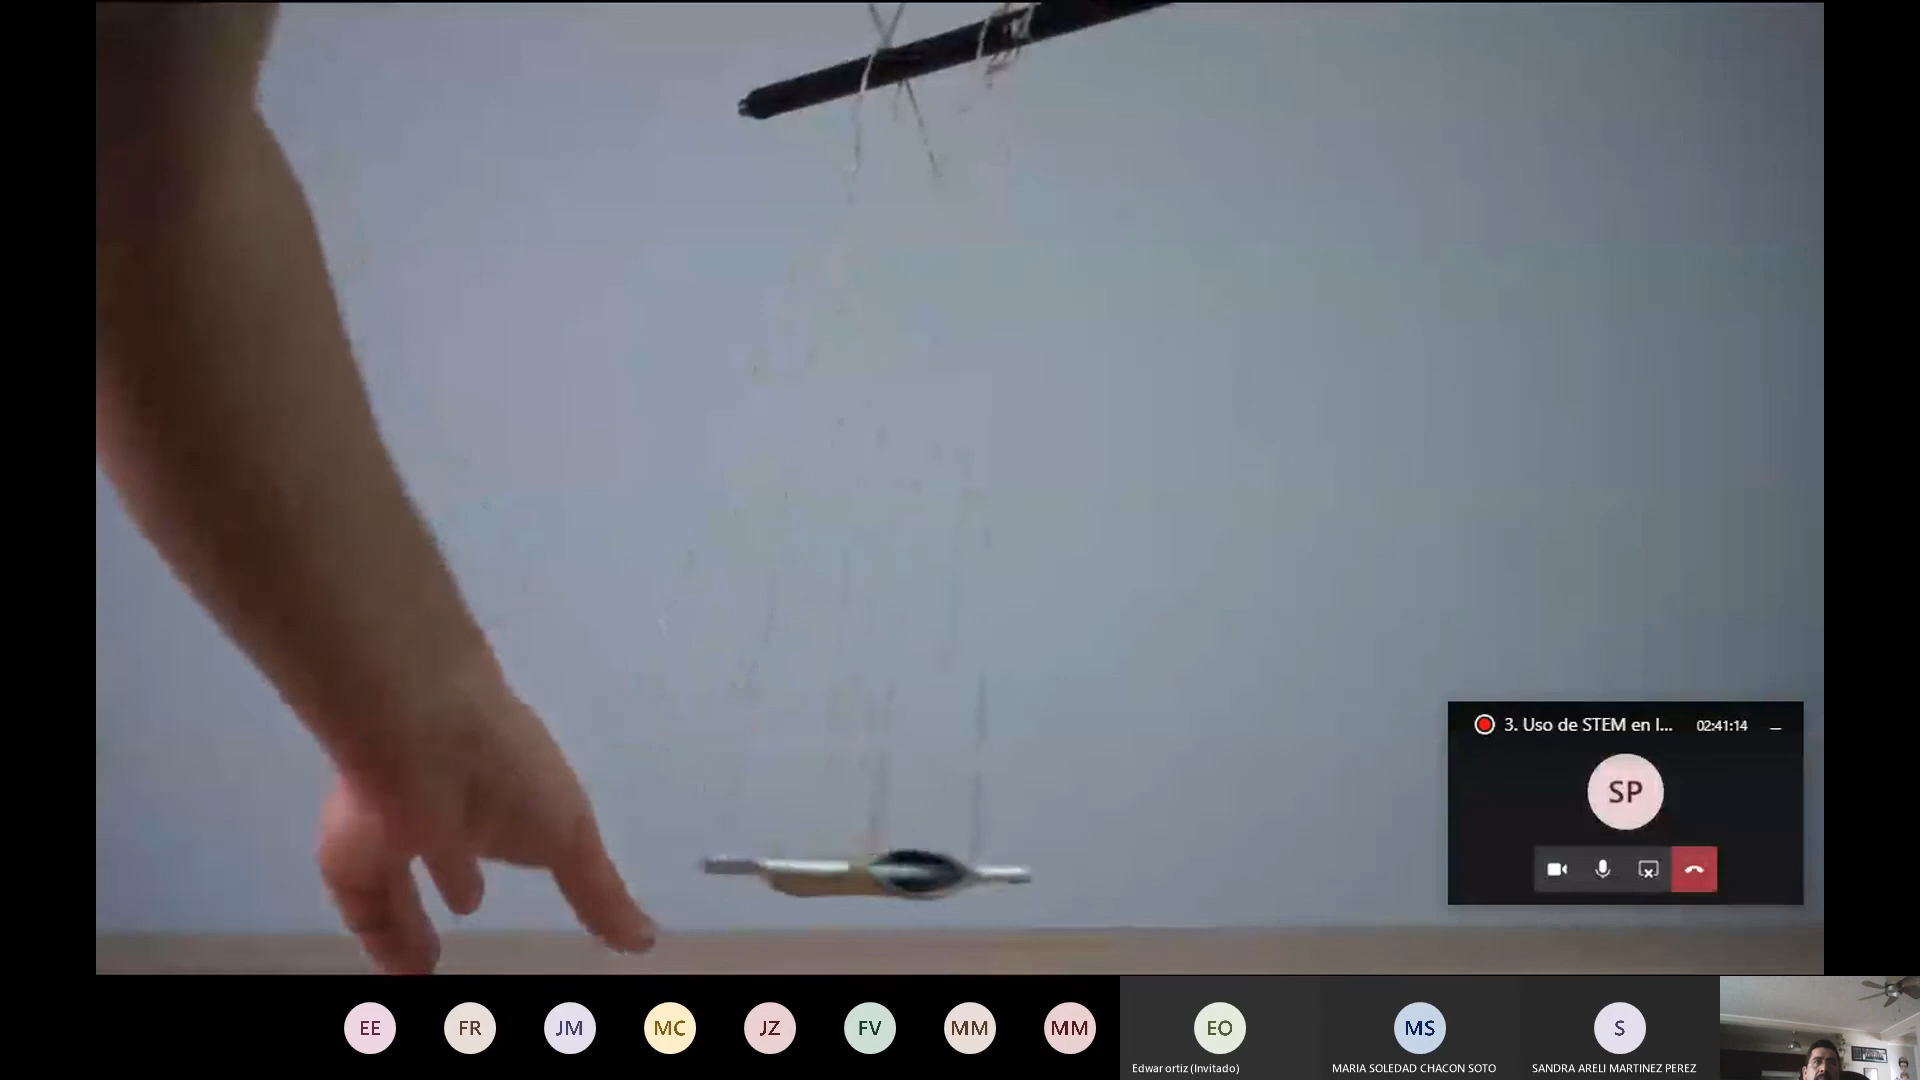 3. Uso de STEM en l... 02:41:14
SP
EE FR JM MC JZ FV MM MM EO MS S
Edwar ortiz (Invitado) MARIA SOLEDAD CHACON SOTO SANDRA ARELI MARTINEZ PEREZ